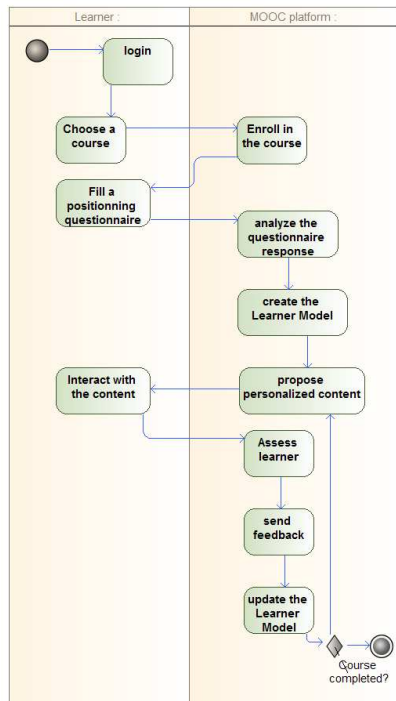 Learner :
MOOC platform :
login
Choose a
course
Enroll in
the course
Fill a
positionning
questionnaire
analyze the
questionnaire
response
create the
Learner Model
Interact with
the content
propose
personalized content
Assess
learner
send
feedback
update the
Learner
Model
Course
completed?